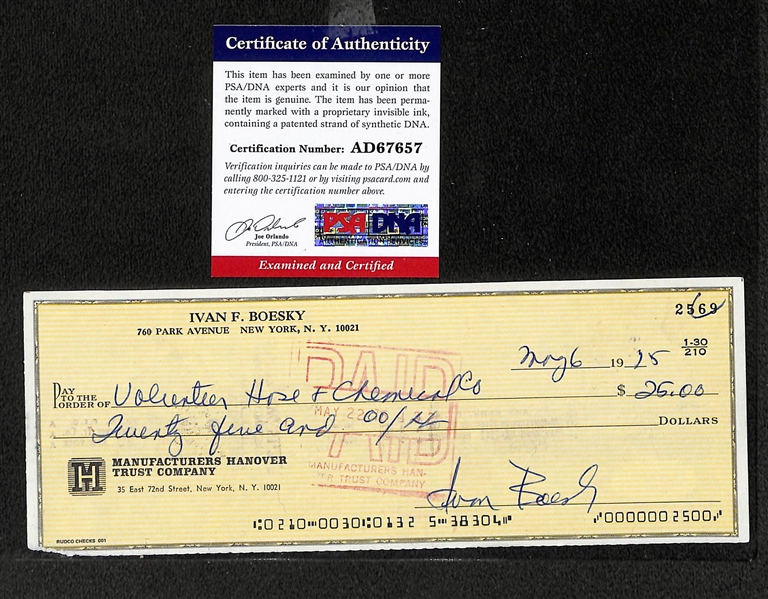 Certificate of Authenticity
This item has been examined by one or more
PSA/DNA experts and it is our opinion that
the item is genuine. The item has been perma-
nently marked with a proprietary invisible ink,
containing a patented strand of synthetic DNA.
Certification Number: AD67657
Verification inquiries can be made to PSA/DNA by
calling 800-325-1121 or by visiting psacard.com and
entering the certification number above.
Joe Orlando
President, PSA/DNA
PSA DNA
AUTHENTICATION SERVICES
Examined and Certified
IVAN F. BOESKY
760 PARK AVENUE NEW YORK, N. Y. 10021
2569
1-30
210
May 6 1975
PAY
TO THE
ORDER OF Volunteer Hose & Chemical Co $ 25.00
Twenty five and 00/xx DOLLARS
PAID
MAY 22
PAID
MANUFACTURERS HAN-
TRUST COMPANY
MANUFACTURERS HANOVER
TRUST COMPANY
35 East 72nd Street, New York, N. Y. 10021
Ivan Boesky
⑆0210⑉0030⑆0132 5⑉38304⑈ ⑈0000002500⑈
RUDCO CHECKS 001